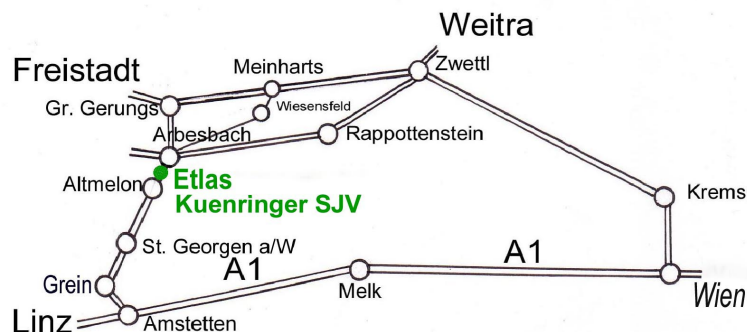 Weitra
Zwettl
Meinharts
Freistadt
Gr. Gerungs
Wiesensfeld
Arbesbach
Rappottenstein
Etlas
Altmelon
Kuenringer SJV
Krems
St. Georgen a/W
A1
A1
Grein
Melk
Wien
Linz
Amstetten